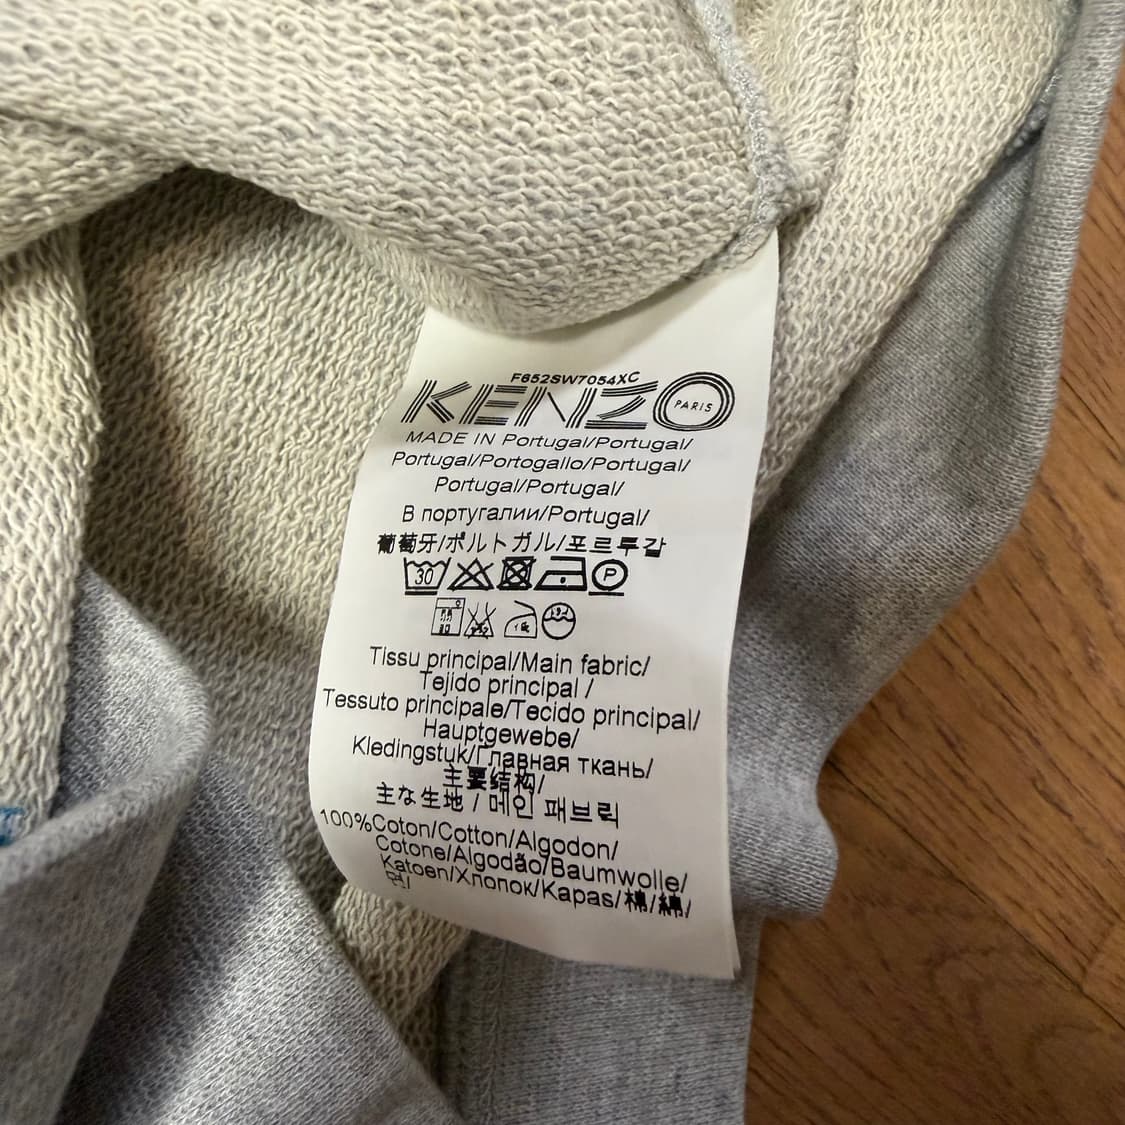 F652SW7054XC
KENZO PARIS
MADE IN Portugal/Portugal/
Portugal/Portogallo/Portugal/
Portugal/Portugal/
В португалии/Portugal/
葡萄牙/ポルトガル/포르투갈
30 P
Tissu principal/Main fabric/
Tejido principal /
Tessuto principale/Tecido principal/
Hauptgewebe/
Kledingstuk/Главная ткань/
主要结构/
主な生地 / 메인 패브릭
100%Coton/Cotton/Algodon/
Cotone/Algodão/Baumwolle/
Katoen/Хлопок/Kapas/棉/綿/
면/